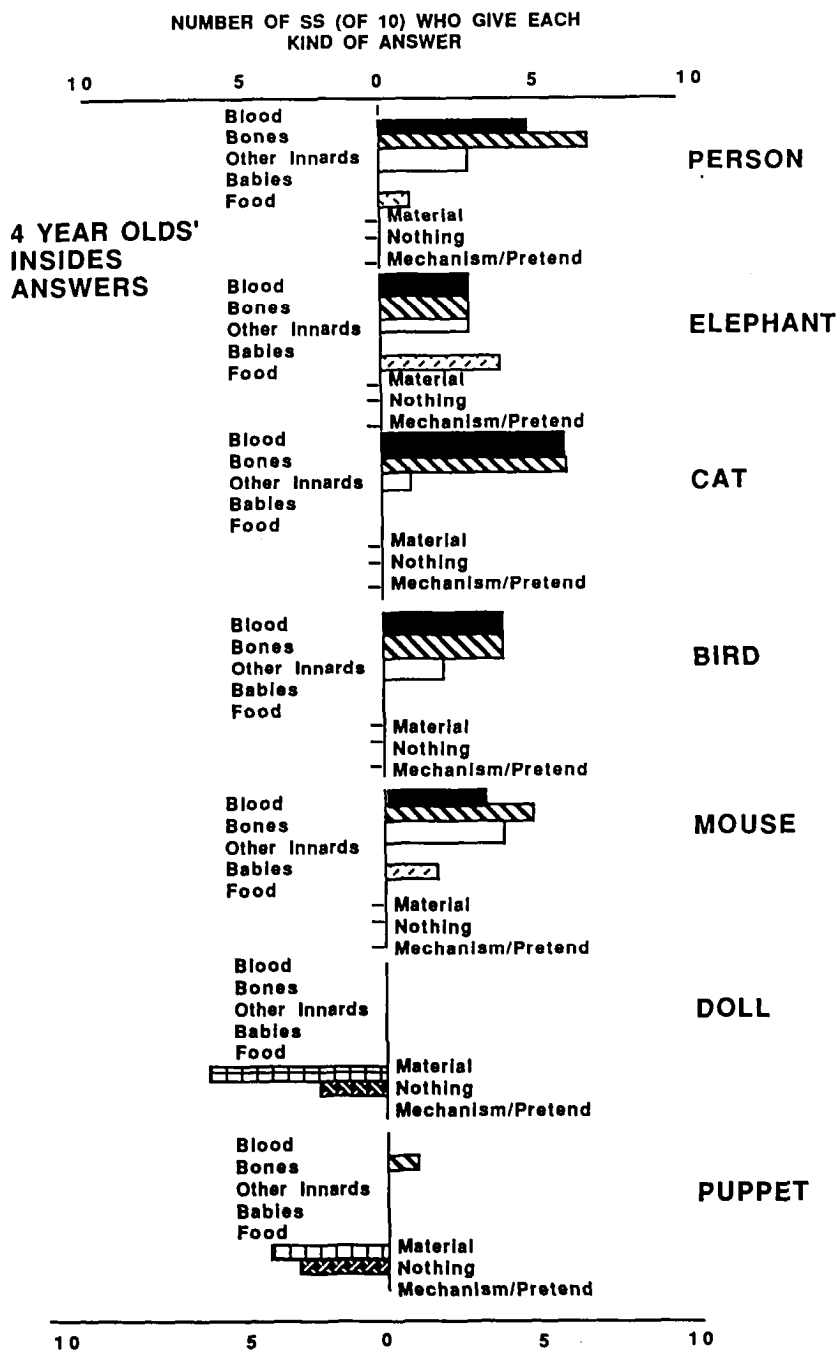 NUMBER OF SS (OF 10) WHO GIVE EACH
KIND OF ANSWER
10 5 0 5 10
4 YEAR OLDS'
INSIDES
ANSWERS
Blood
Bones
Other Innards
Babies
Food
Material
Nothing
Mechanism/Pretend
PERSON
Blood
Bones
Other Innards
Babies
Food
Material
Nothing
Mechanism/Pretend
ELEPHANT
Blood
Bones
Other Innards
Babies
Food
Material
Nothing
Mechanism/Pretend
CAT
Blood
Bones
Other Innards
Babies
Food
Material
Nothing
Mechanism/Pretend
BIRD
Blood
Bones
Other Innards
Babies
Food
Material
Nothing
Mechanism/Pretend
MOUSE
Blood
Bones
Other Innards
Babies
Food
Material
Nothing
Mechanism/Pretend
DOLL
Blood
Bones
Other Innards
Babies
Food
Material
Nothing
Mechanism/Pretend
PUPPET
10 5 0 5 10